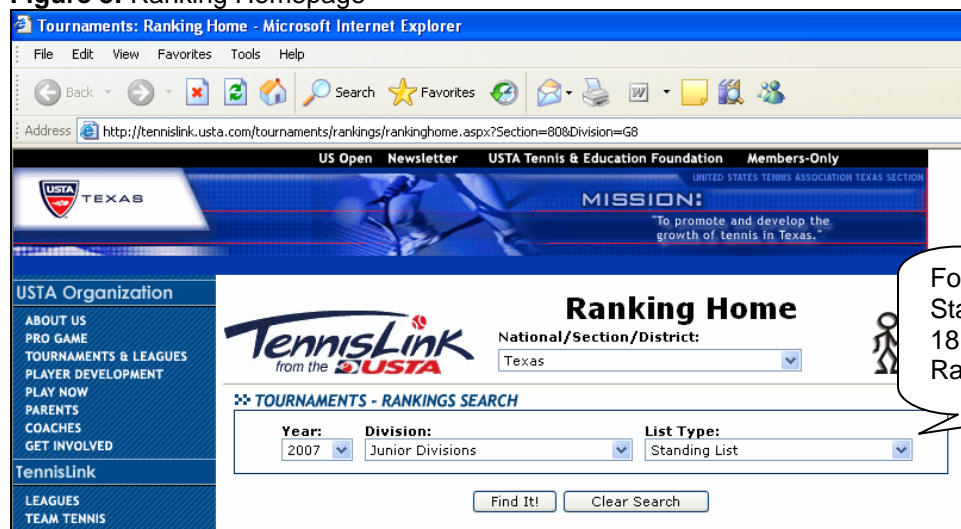 Figure 3: Ranking Homepage
Tournaments: Ranking Home - Microsoft Internet Explorer
File Edit View Favorites Tools Help
Back Search Favorites
Address http://tennislink.usta.com/tournaments/rankings/rankinghome.aspx?Section=80&Division=G8
US Open Newsletter USTA Tennis & Education Foundation Members-Only
UNITED STATES TENNIS ASSOCIATION TEXAS SECTION
USTA TEXAS
MISSION:
"To promote and develop the
growth of tennis in Texas."
USTA Organization
ABOUT US
PRO GAME
TOURNAMENTS & LEAGUES
PLAYER DEVELOPMENT
PLAY NOW
PARENTS
COACHES
GET INVOLVED
TennisLink
LEAGUES
TEAM TENNIS
TennisLink
from the USTA
Ranking Home
National/Section/District:
Texas
TOURNAMENTS - RANKINGS SEARCH
Year: Division: List Type:
2007 Junior Divisions Standing List
Find It! Clear Search
Fo
Sta
18
Ra